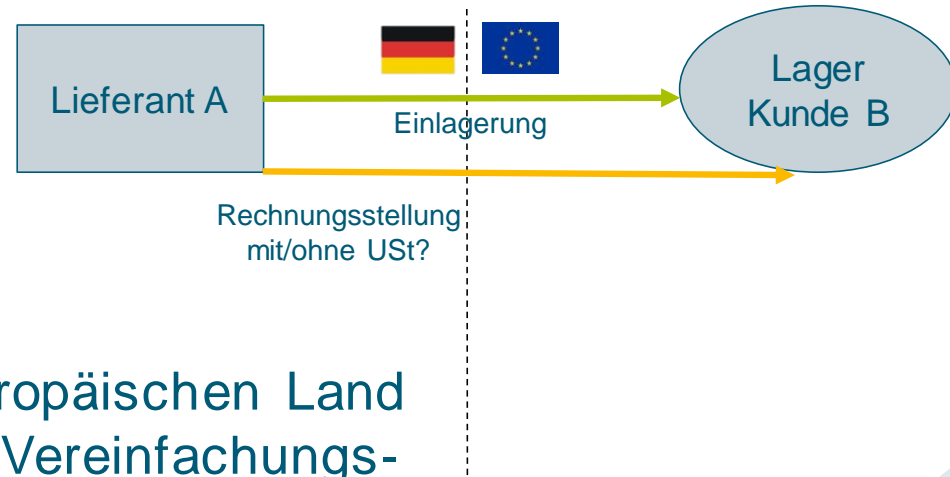 Lieferant A
Einlagerung
Lager
Kunde B
Rechnungsstellung
mit/ohne USt?
ropäischen Land
Vereinfachungs-